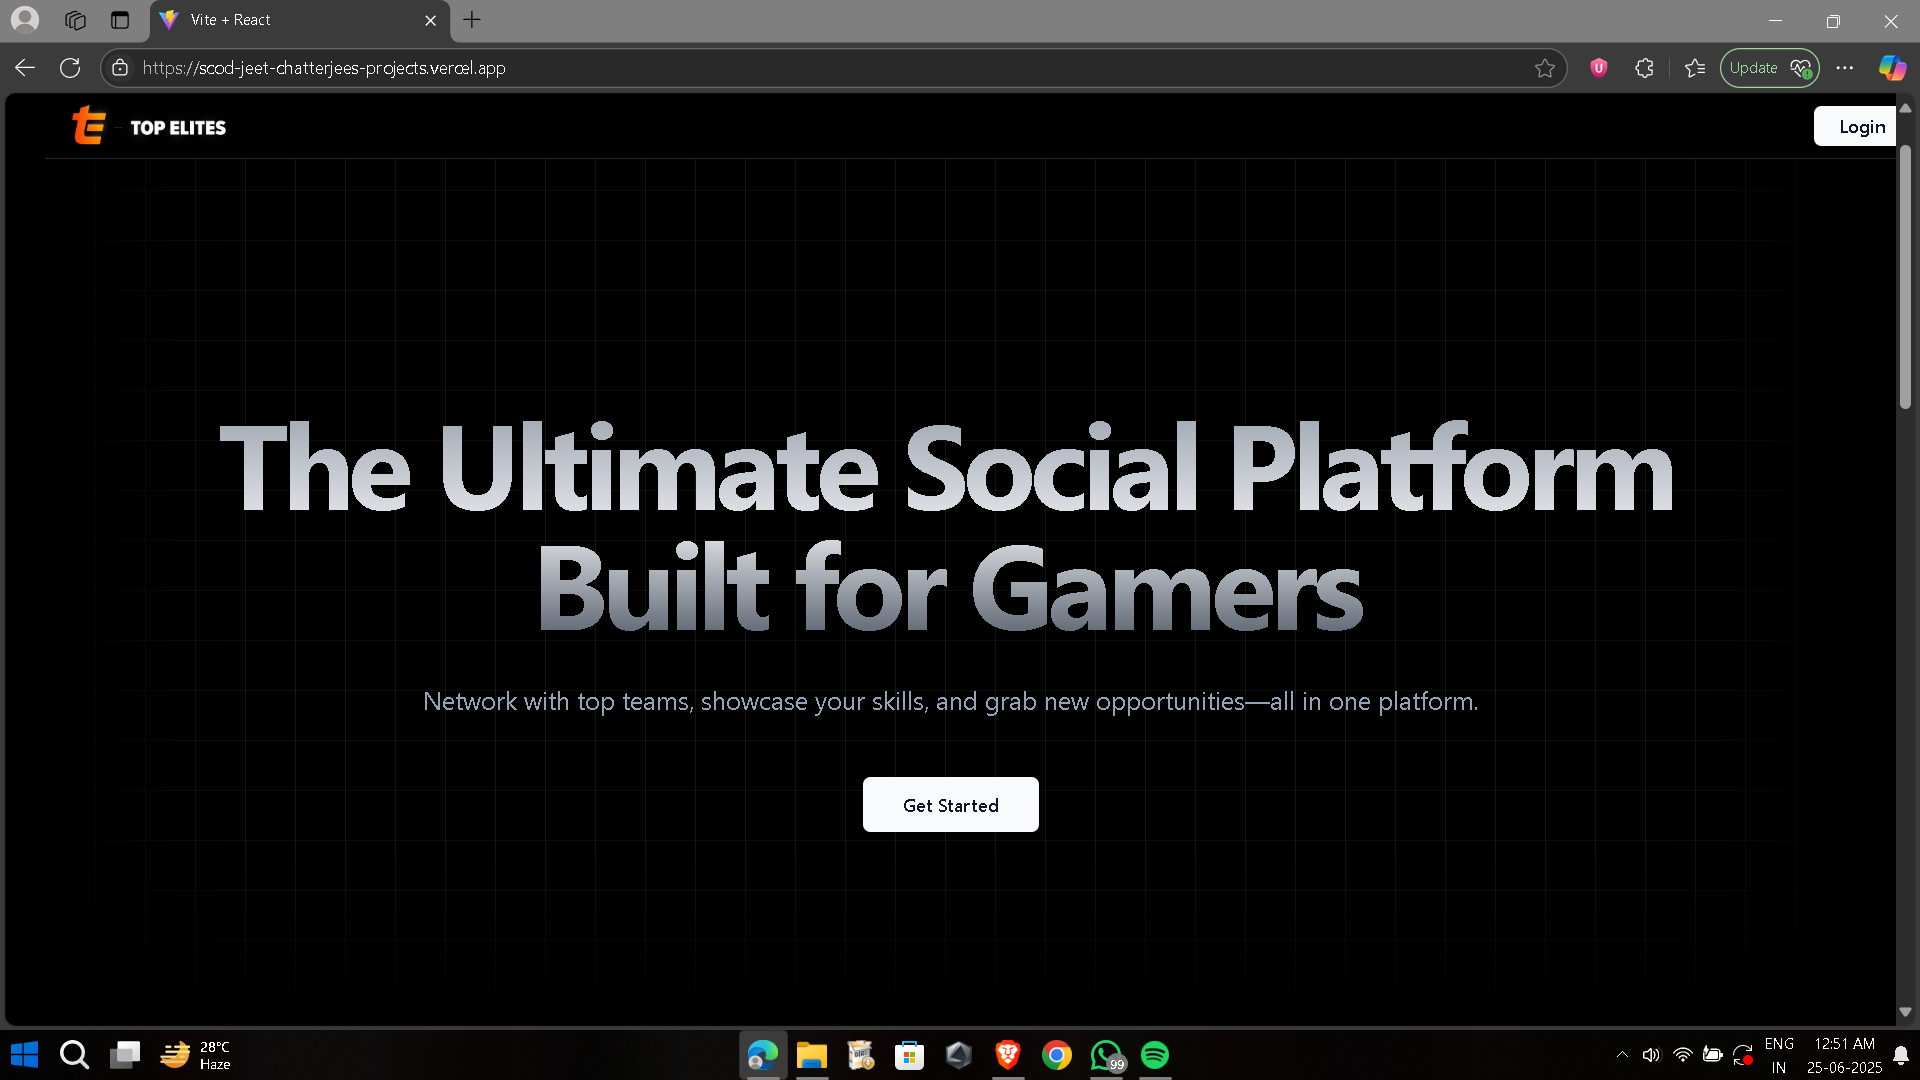 Vite + React
https://scod-jeet-chatterjees-projects.vercel.app
Update
TOP ELITES
Login
The Ultimate Social Platform
Built for Gamers
Network with top teams, showcase your skills, and grab new opportunities—all in one platform.
Get Started
28°C
Haze
99
ENG
IN
12:51 AM
25-06-2025